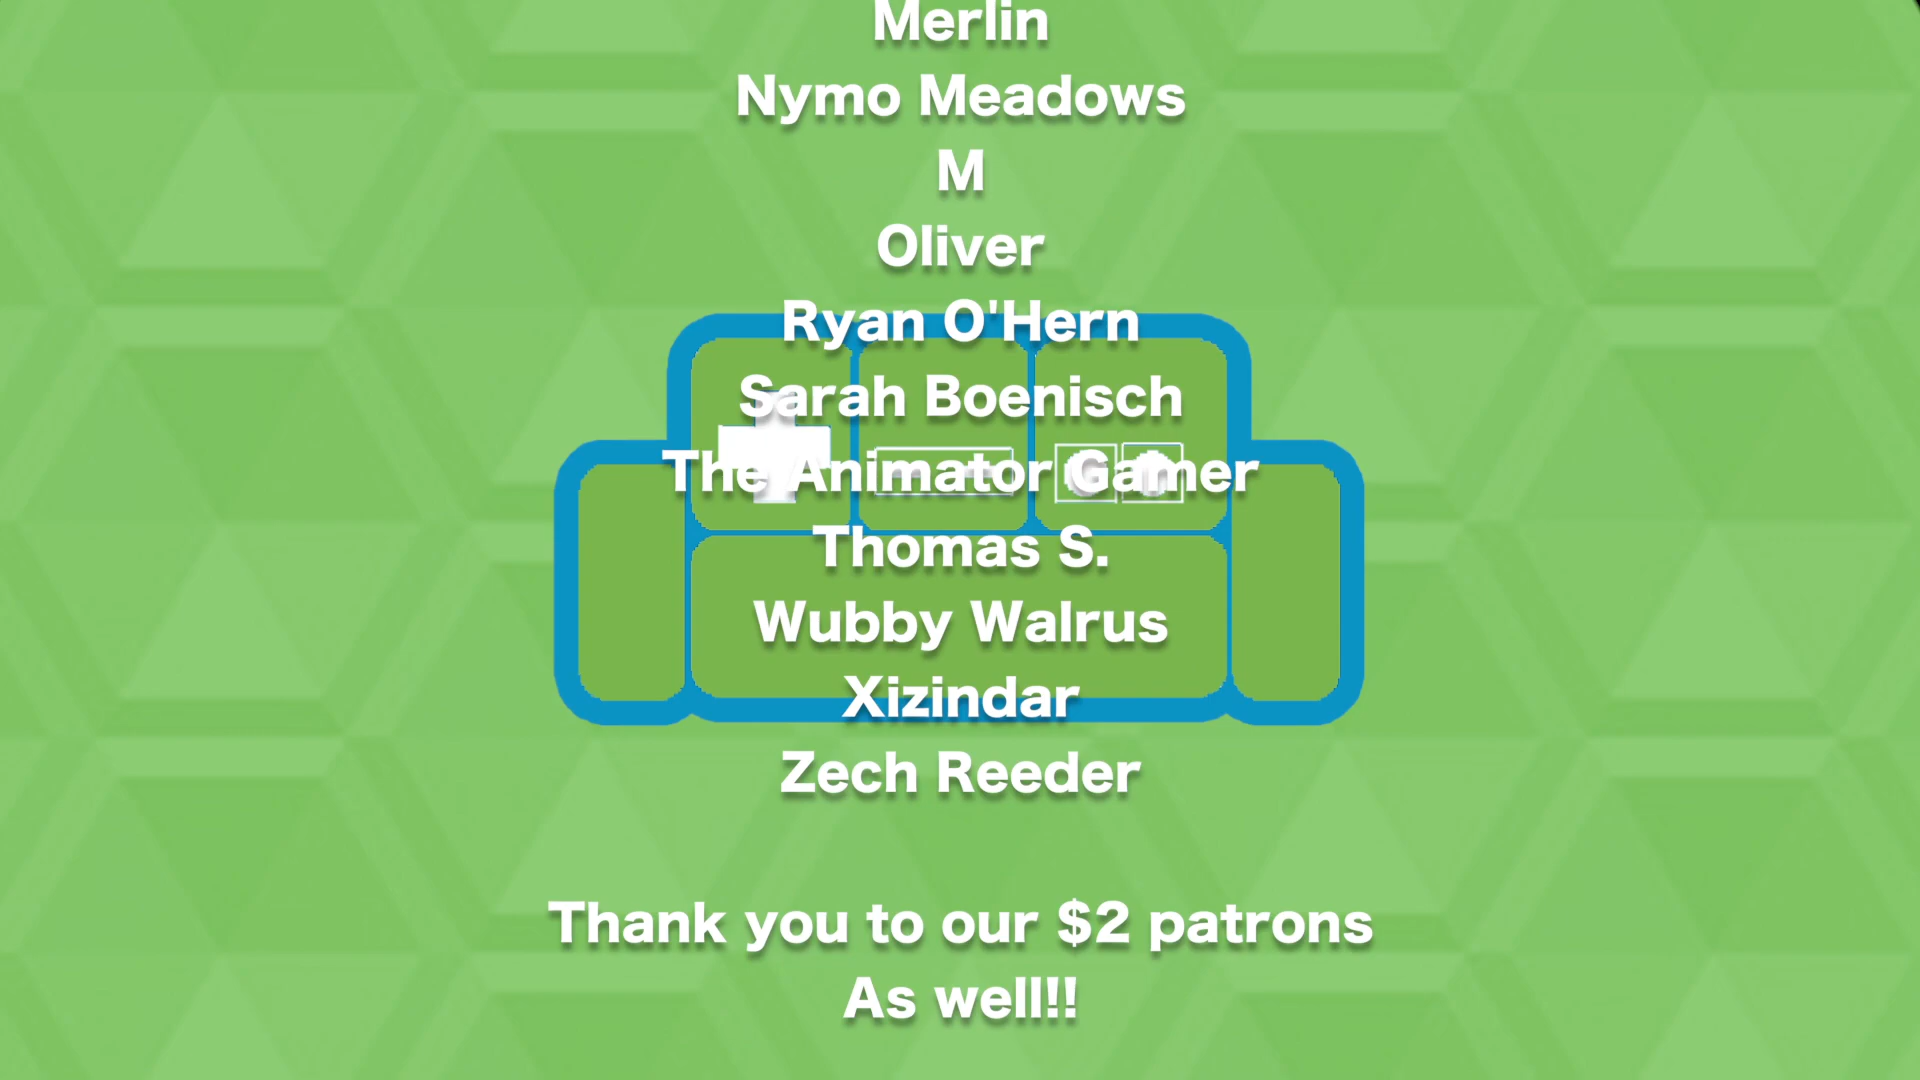 Merlin
Nymo Meadows
M
Oliver
Ryan O'Hern
Sarah Boenisch
The Animator Gamer
Thomas S.
Wubby Walrus
Xizindar
Zech Reeder
Thank you to our $2 patrons
As well!!